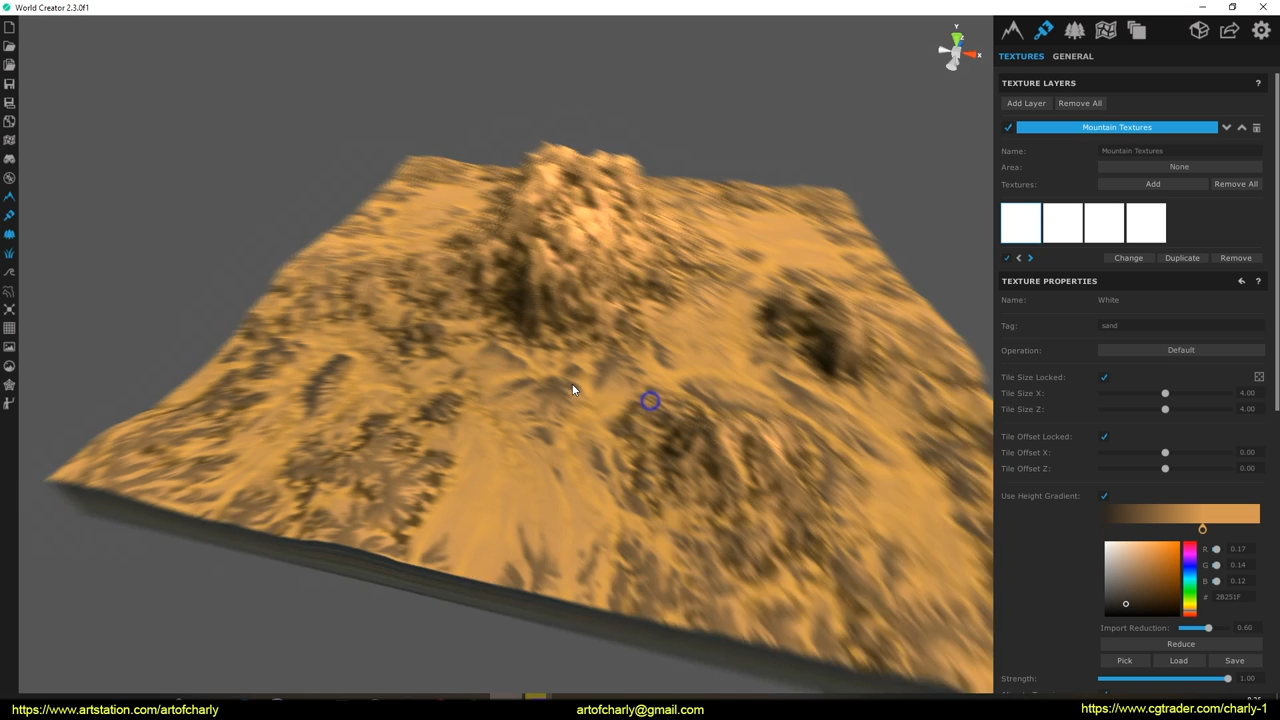 World Creator 2.3.0f1
Y
Z
X
TEXTURES GENERAL
TEXTURE LAYERS ?
Add Layer Remove All
Mountain Textures
Name: Mountain Textures
Area: None
Textures: Add Remove All
Change Duplicate Remove
TEXTURE PROPERTIES ?
Name: White
Tag: sand
Operation: Default
Tile Size Locked:
Tile Size X: 4.00
Tile Size Z: 4.00
Tile Offset Locked:
Tile Offset X: 0.00
Tile Offset Z: 0.00
Use Height Gradient:
R 0.17
G 0.14
B 0.12
# 2B251F
Import Reduction: 0.60
Reduce
Pick Load Save
Strength: 1.00
https://www.artstation.com/artofcharly artofcharly@gmail.com https://www.cgtrader.com/charly-1